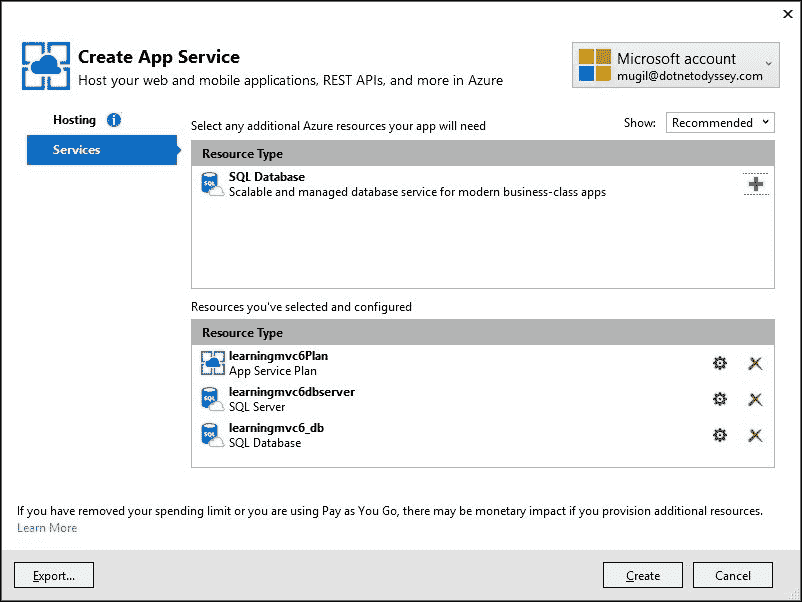 Create App Service
Host your web and mobile applications, REST APIs, and more in Azure
Microsoft account
mugil@dotnetodyssey.com
Hosting
Services
Select any additional Azure resources your app will need
Show: Recommended
Resource Type
SQL Database
Scalable and managed database service for modern business-class apps
Resources you've selected and configured
Resource Type
learningmvc6Plan
App Service Plan
learningmvc6dbserver
SQL Server
learningmvc6_db
SQL Database
If you have removed your spending limit or you are using Pay as You Go, there may be monetary impact if you provision additional resources.
Learn More
Export...
Create
Cancel